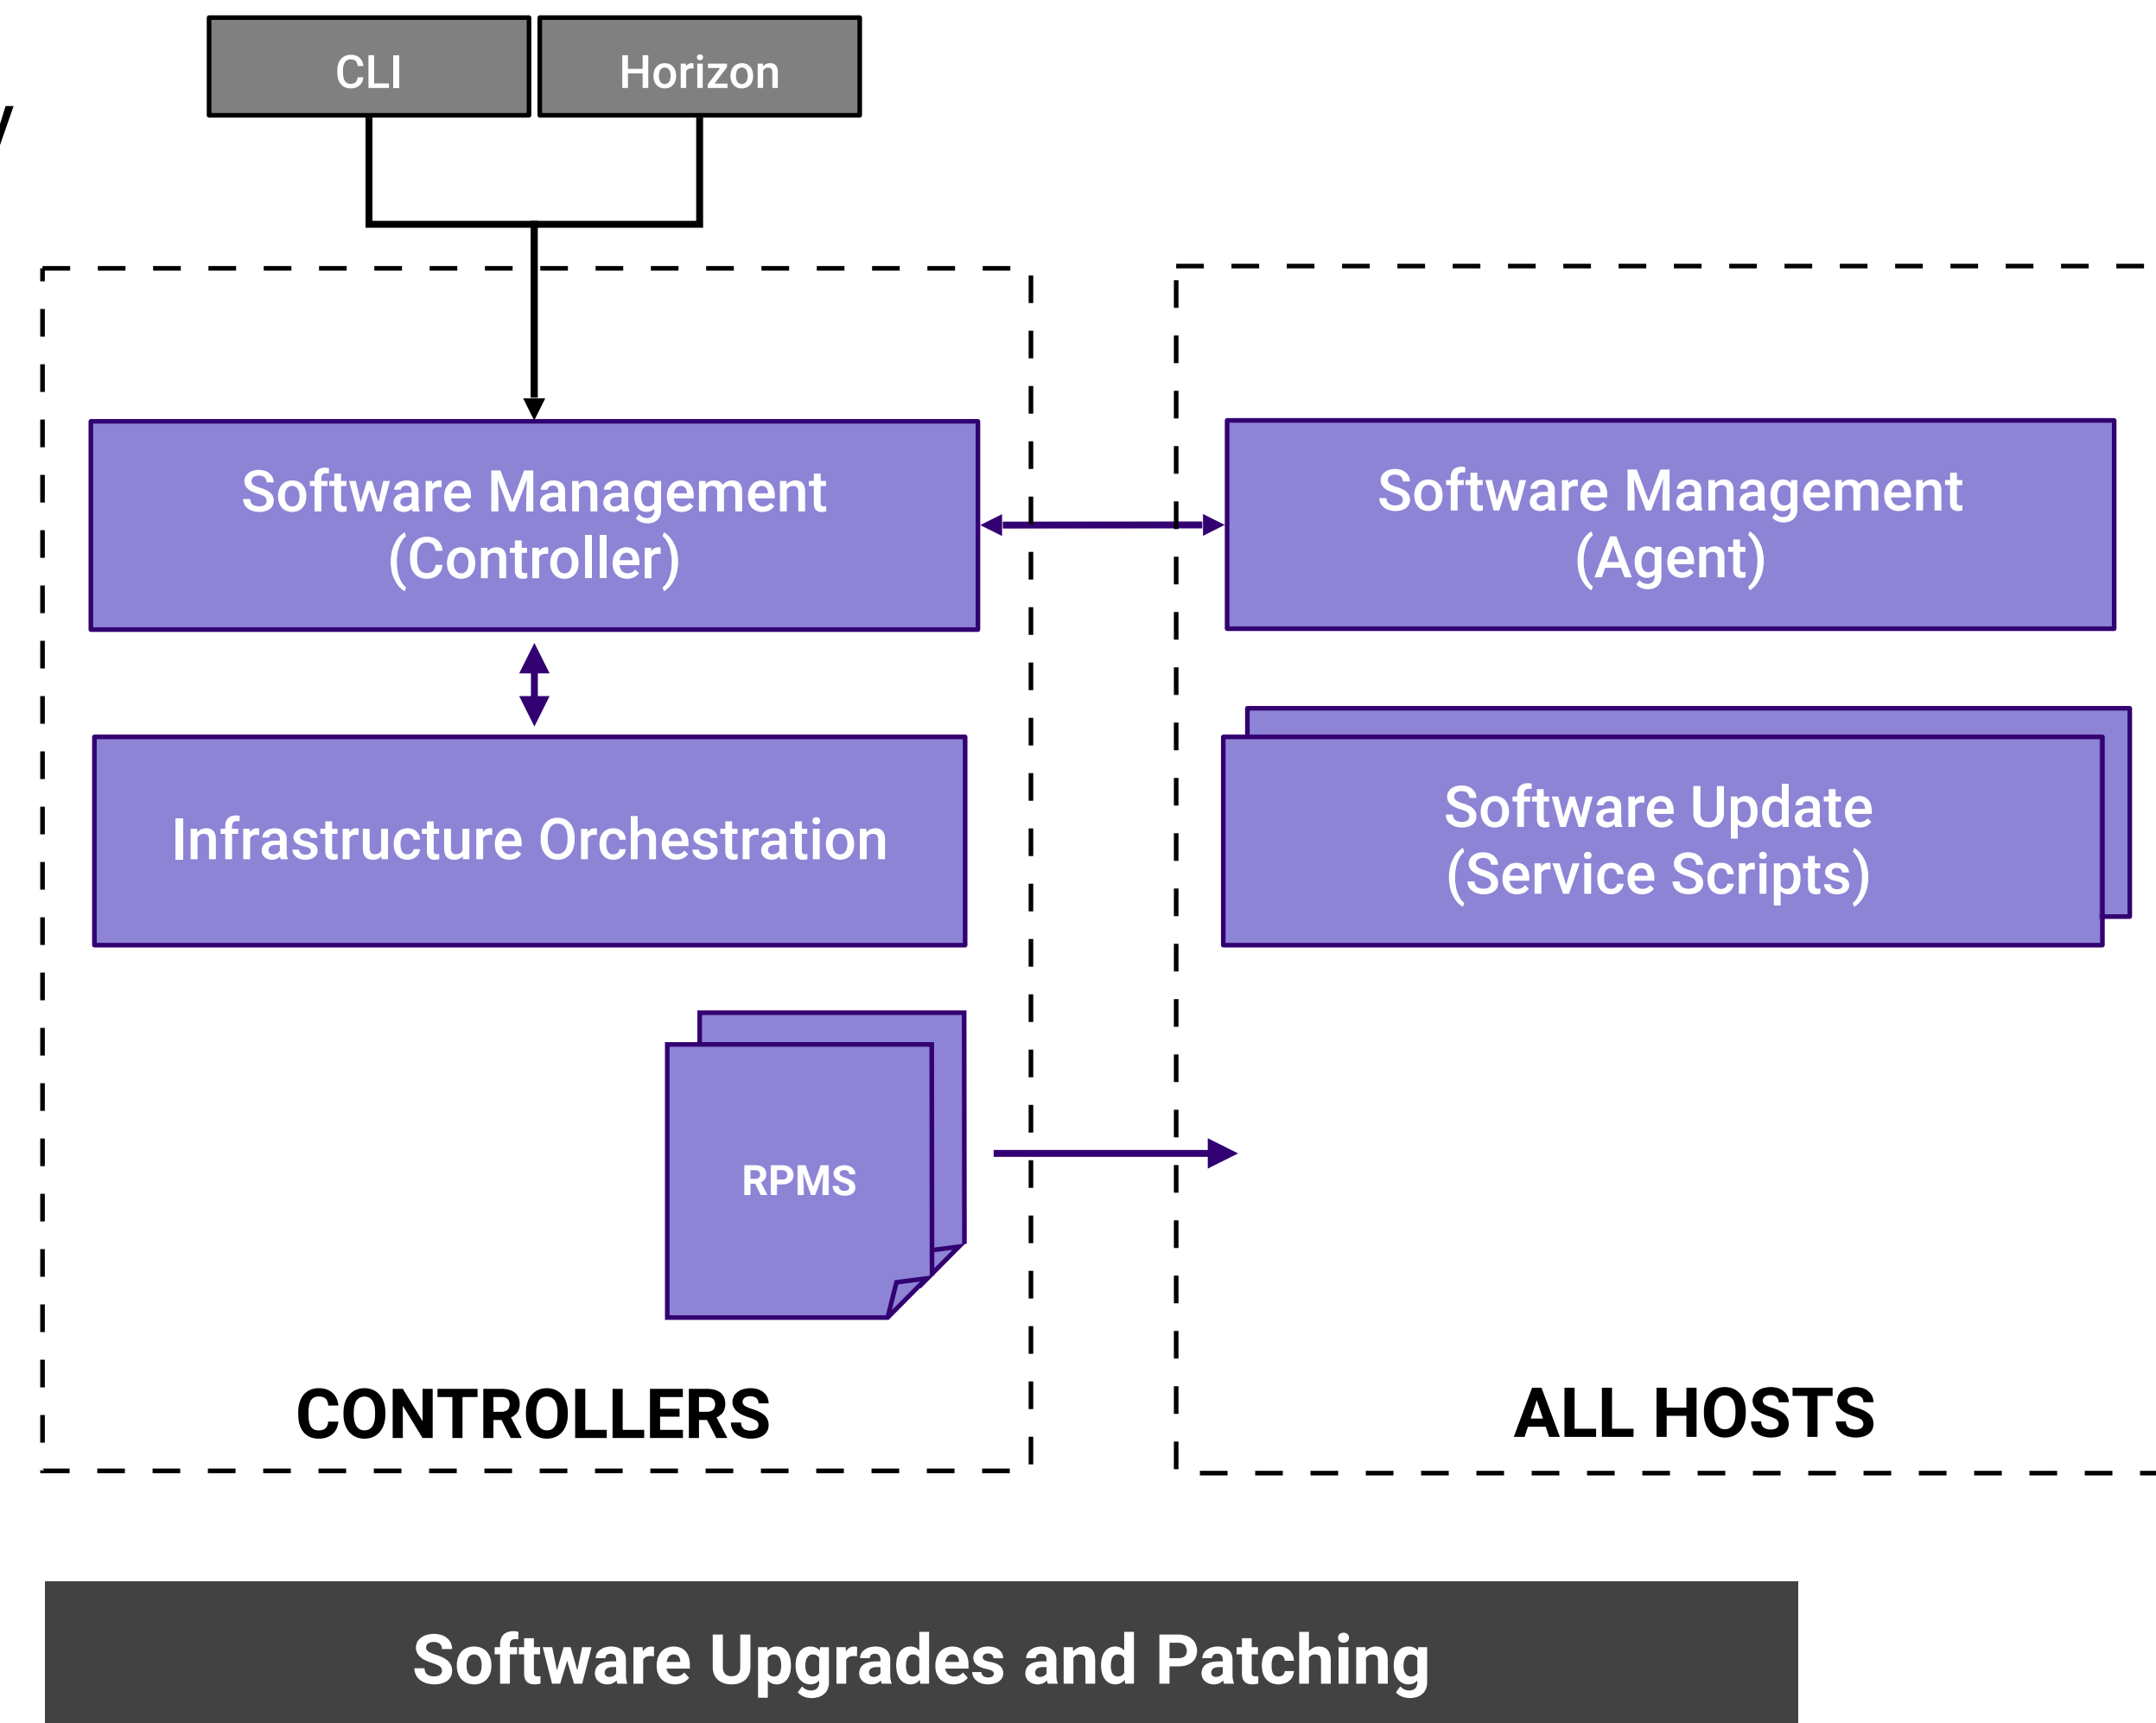 CLI
Horizon
Software Management
(Controller)
Software Management
(Agent)
Infrastructure Orchestration
Software Update
(Service Scripts)
RPMS
CONTROLLERS
ALL HOSTS
Software Upgrades and Patching